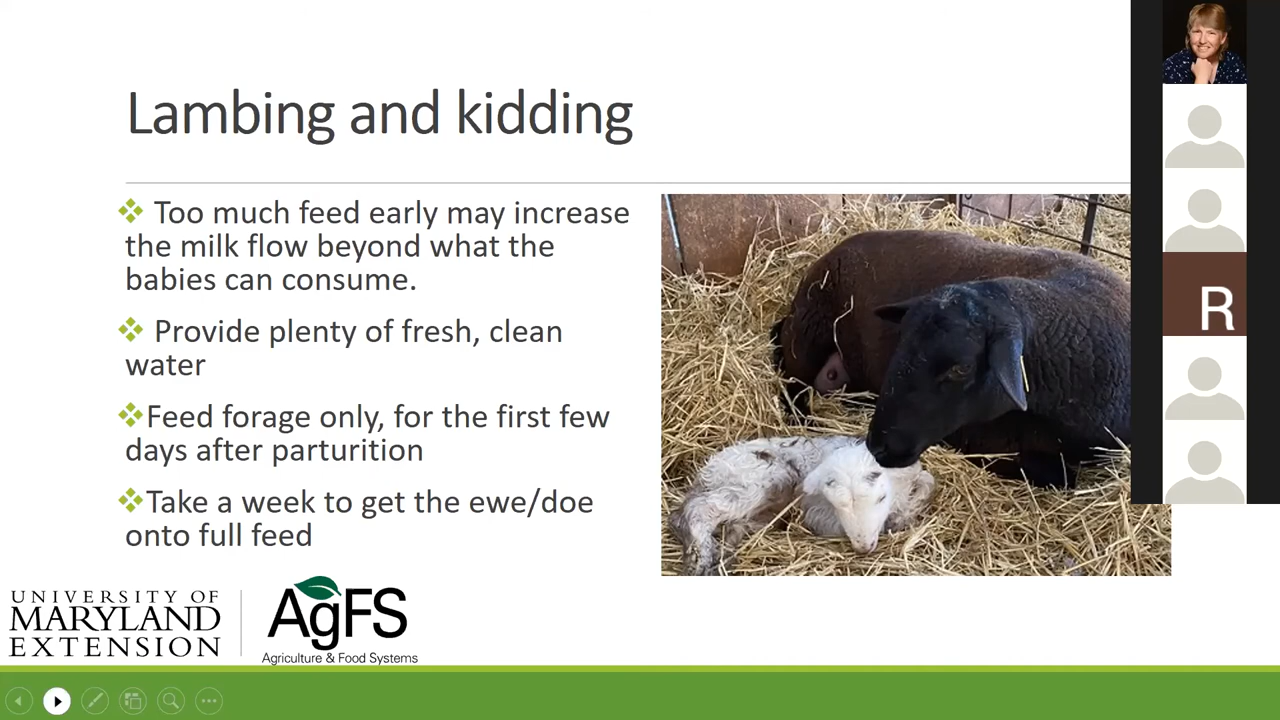 Lambing and kidding
Too much feed early may increase
the milk flow beyond what the
babies can consume.
Provide plenty of fresh, clean
water
Feed forage only, for the first few
days after parturition
Take a week to get the ewe/doe
onto full feed
UNIVERSITY OF
MARYLAND
EXTENSION
AgFS
Agriculture & Food Systems
R